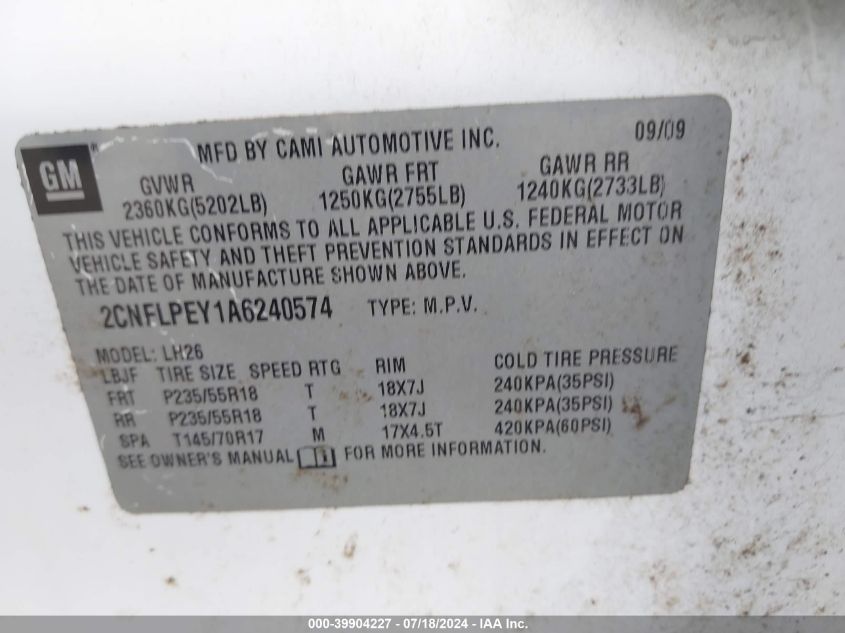 GM®
MFD BY CAMI AUTOMOTIVE INC. 09/09
GVWR GAWR FRT GAWR RR
2360KG(5202LB) 1250KG(2755LB) 1240KG(2733LB)
THIS VEHICLE CONFORMS TO ALL APPLICABLE U.S. FEDERAL MOTOR
VEHICLE SAFETY AND THEFT PREVENTION STANDARDS IN EFFECT ON
THE DATE OF MANUFACTURE SHOWN ABOVE.
2CNFLPEY1A6240574 TYPE: M.P.V.
MODEL: LH26
LBJF TIRE SIZE SPEED RTG RIM COLD TIRE PRESSURE
FRT P235/55R18 T 18X7J 240KPA(35PSI)
RR P235/55R18 T 18X7J 240KPA(35PSI)
SPA T145/70R17 M 17X4.5T 420KPA(60PSI)
SEE OWNER'S MANUAL FOR MORE INFORMATION.
000-39904227 - 07/18/2024 - IAA Inc.